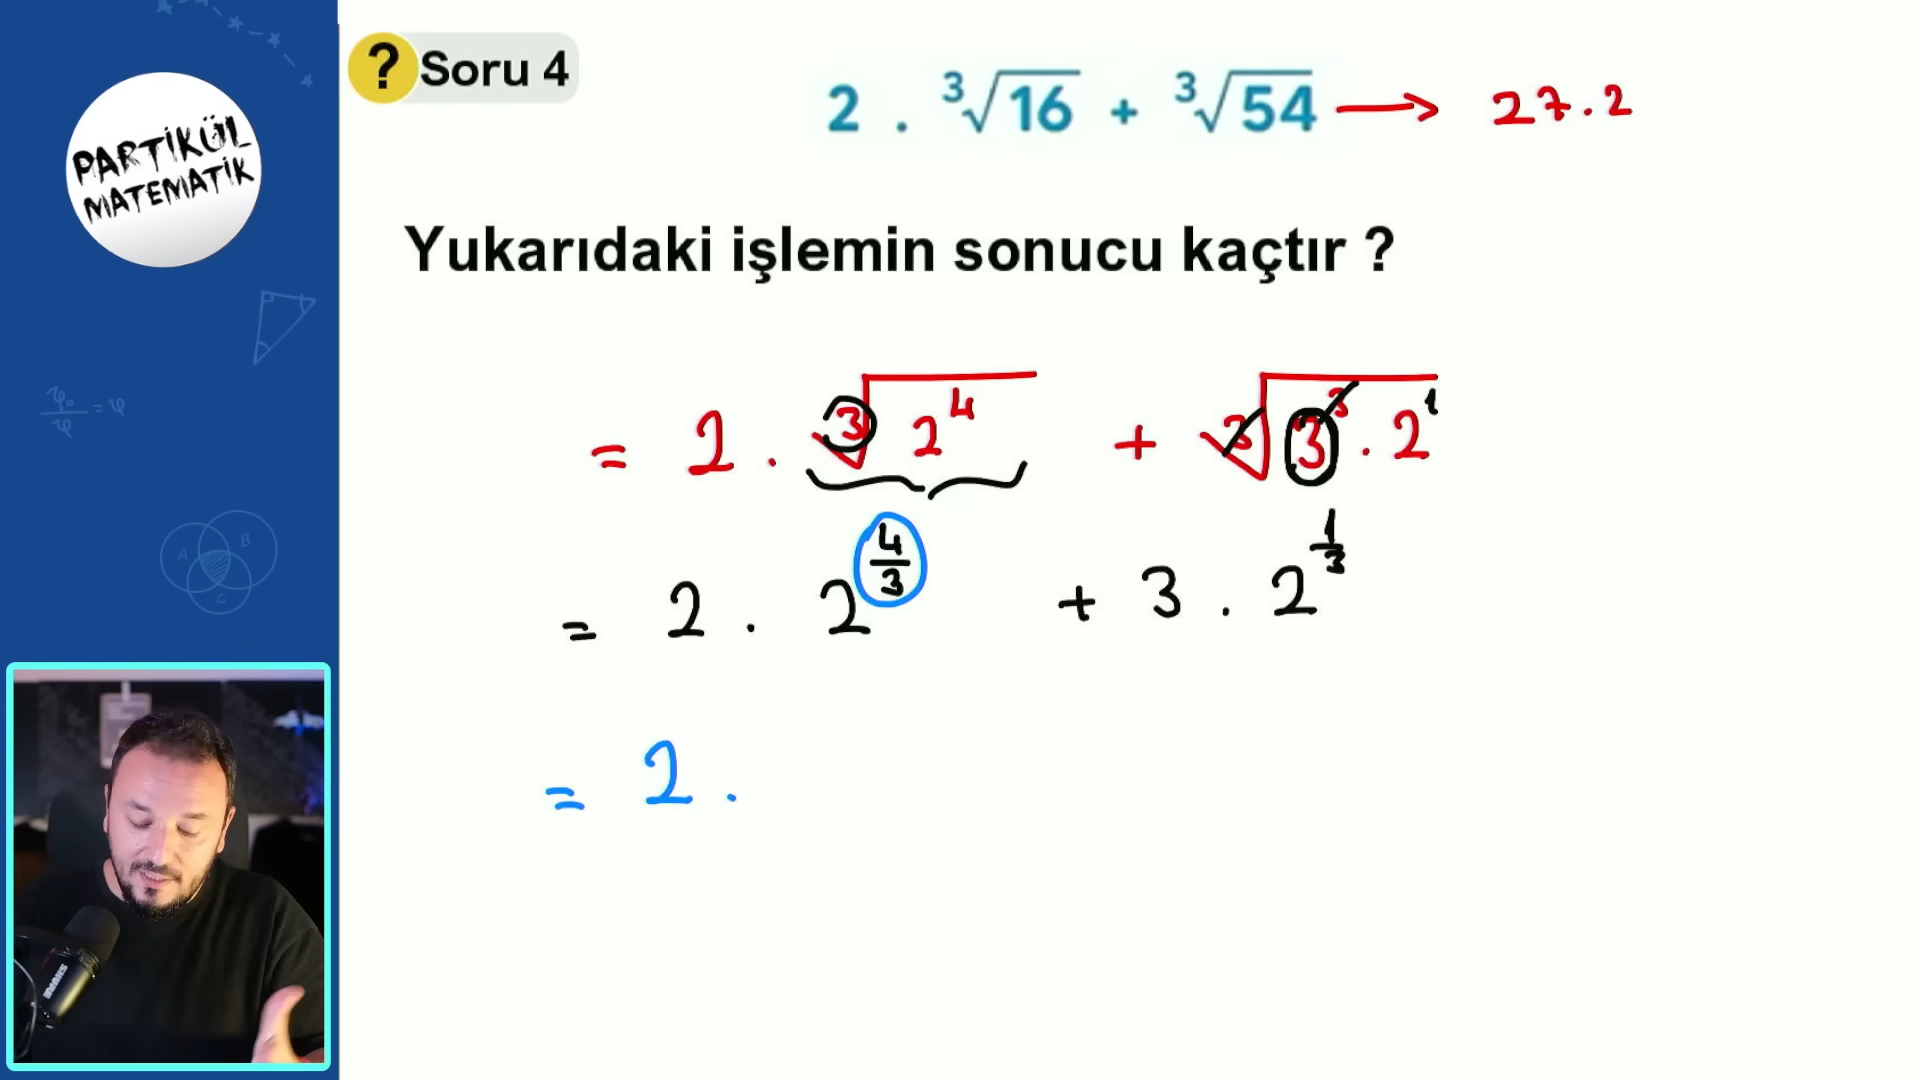 PARTİKÜL
MATEMATİK
? Soru 4
2 . ³√16 + ³√54 → 27.2
Yukarıdaki işlemin sonucu kaçtır ?
= 2 . ³√2⁴ + ³√3³ . 2¹
= 2 . 2^(4/3) + 3 . 2^(1/3)
= 2 .
A B
C
SHURE